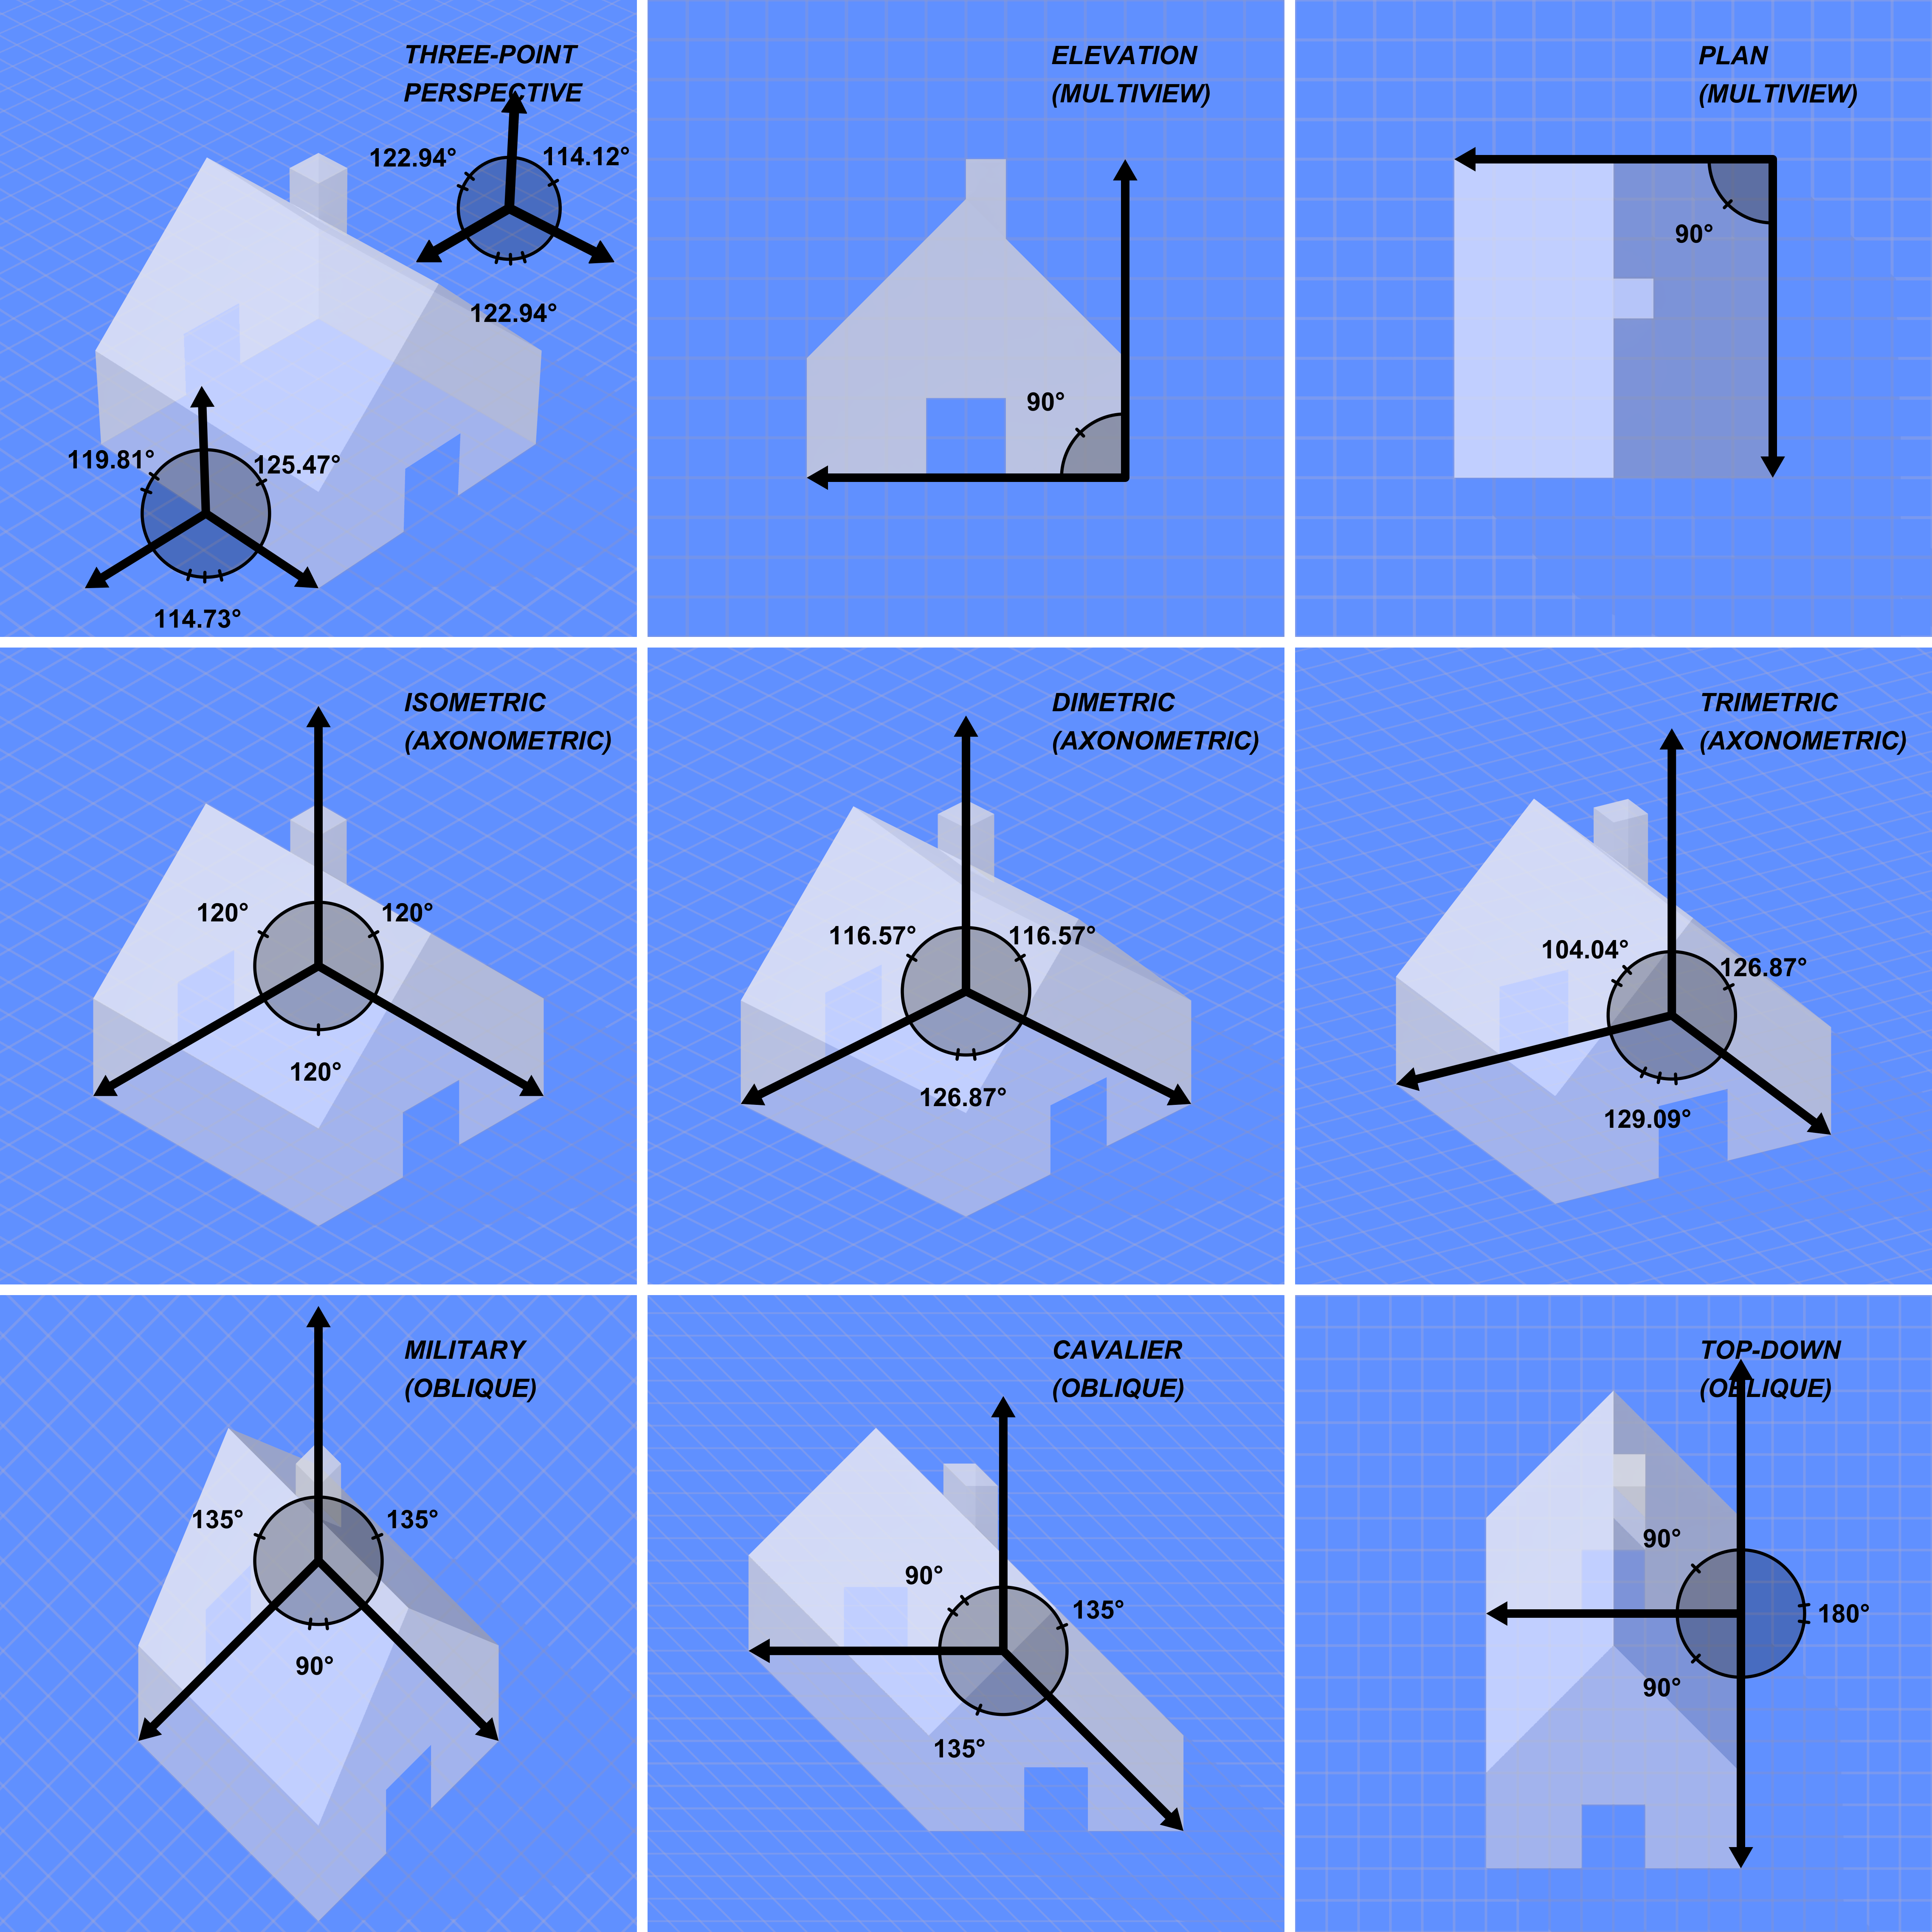 THREE-POINT
PERSPECTIVE
122.94°
114.12°
122.94°
119.81°
125.47°
114.73°
ELEVATION
(MULTIVIEW)
90°
PLAN
(MULTIVIEW)
90°
ISOMETRIC
(AXONOMETRIC)
120°
120°
120°
DIMETRIC
(AXONOMETRIC)
116.57°
116.57°
126.87°
TRIMETRIC
(AXONOMETRIC)
104.04°
126.87°
129.09°
MILITARY
(OBLIQUE)
135°
135°
90°
CAVALIER
(OBLIQUE)
90°
135°
135°
TOP-DOWN
(OBLIQUE)
90°
180°
90°